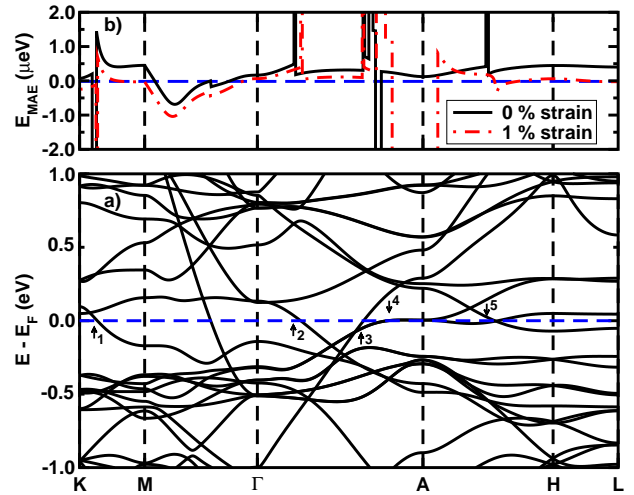 b)
E_MAE (μeV)
2.0
1.0
0.0
-1.0
-2.0
0 % strain
1 % strain
a)
E - E_F (eV)
1.0
0.5
0.0
-0.5
-1.0
1
2
3
4
5
K M Γ A H L